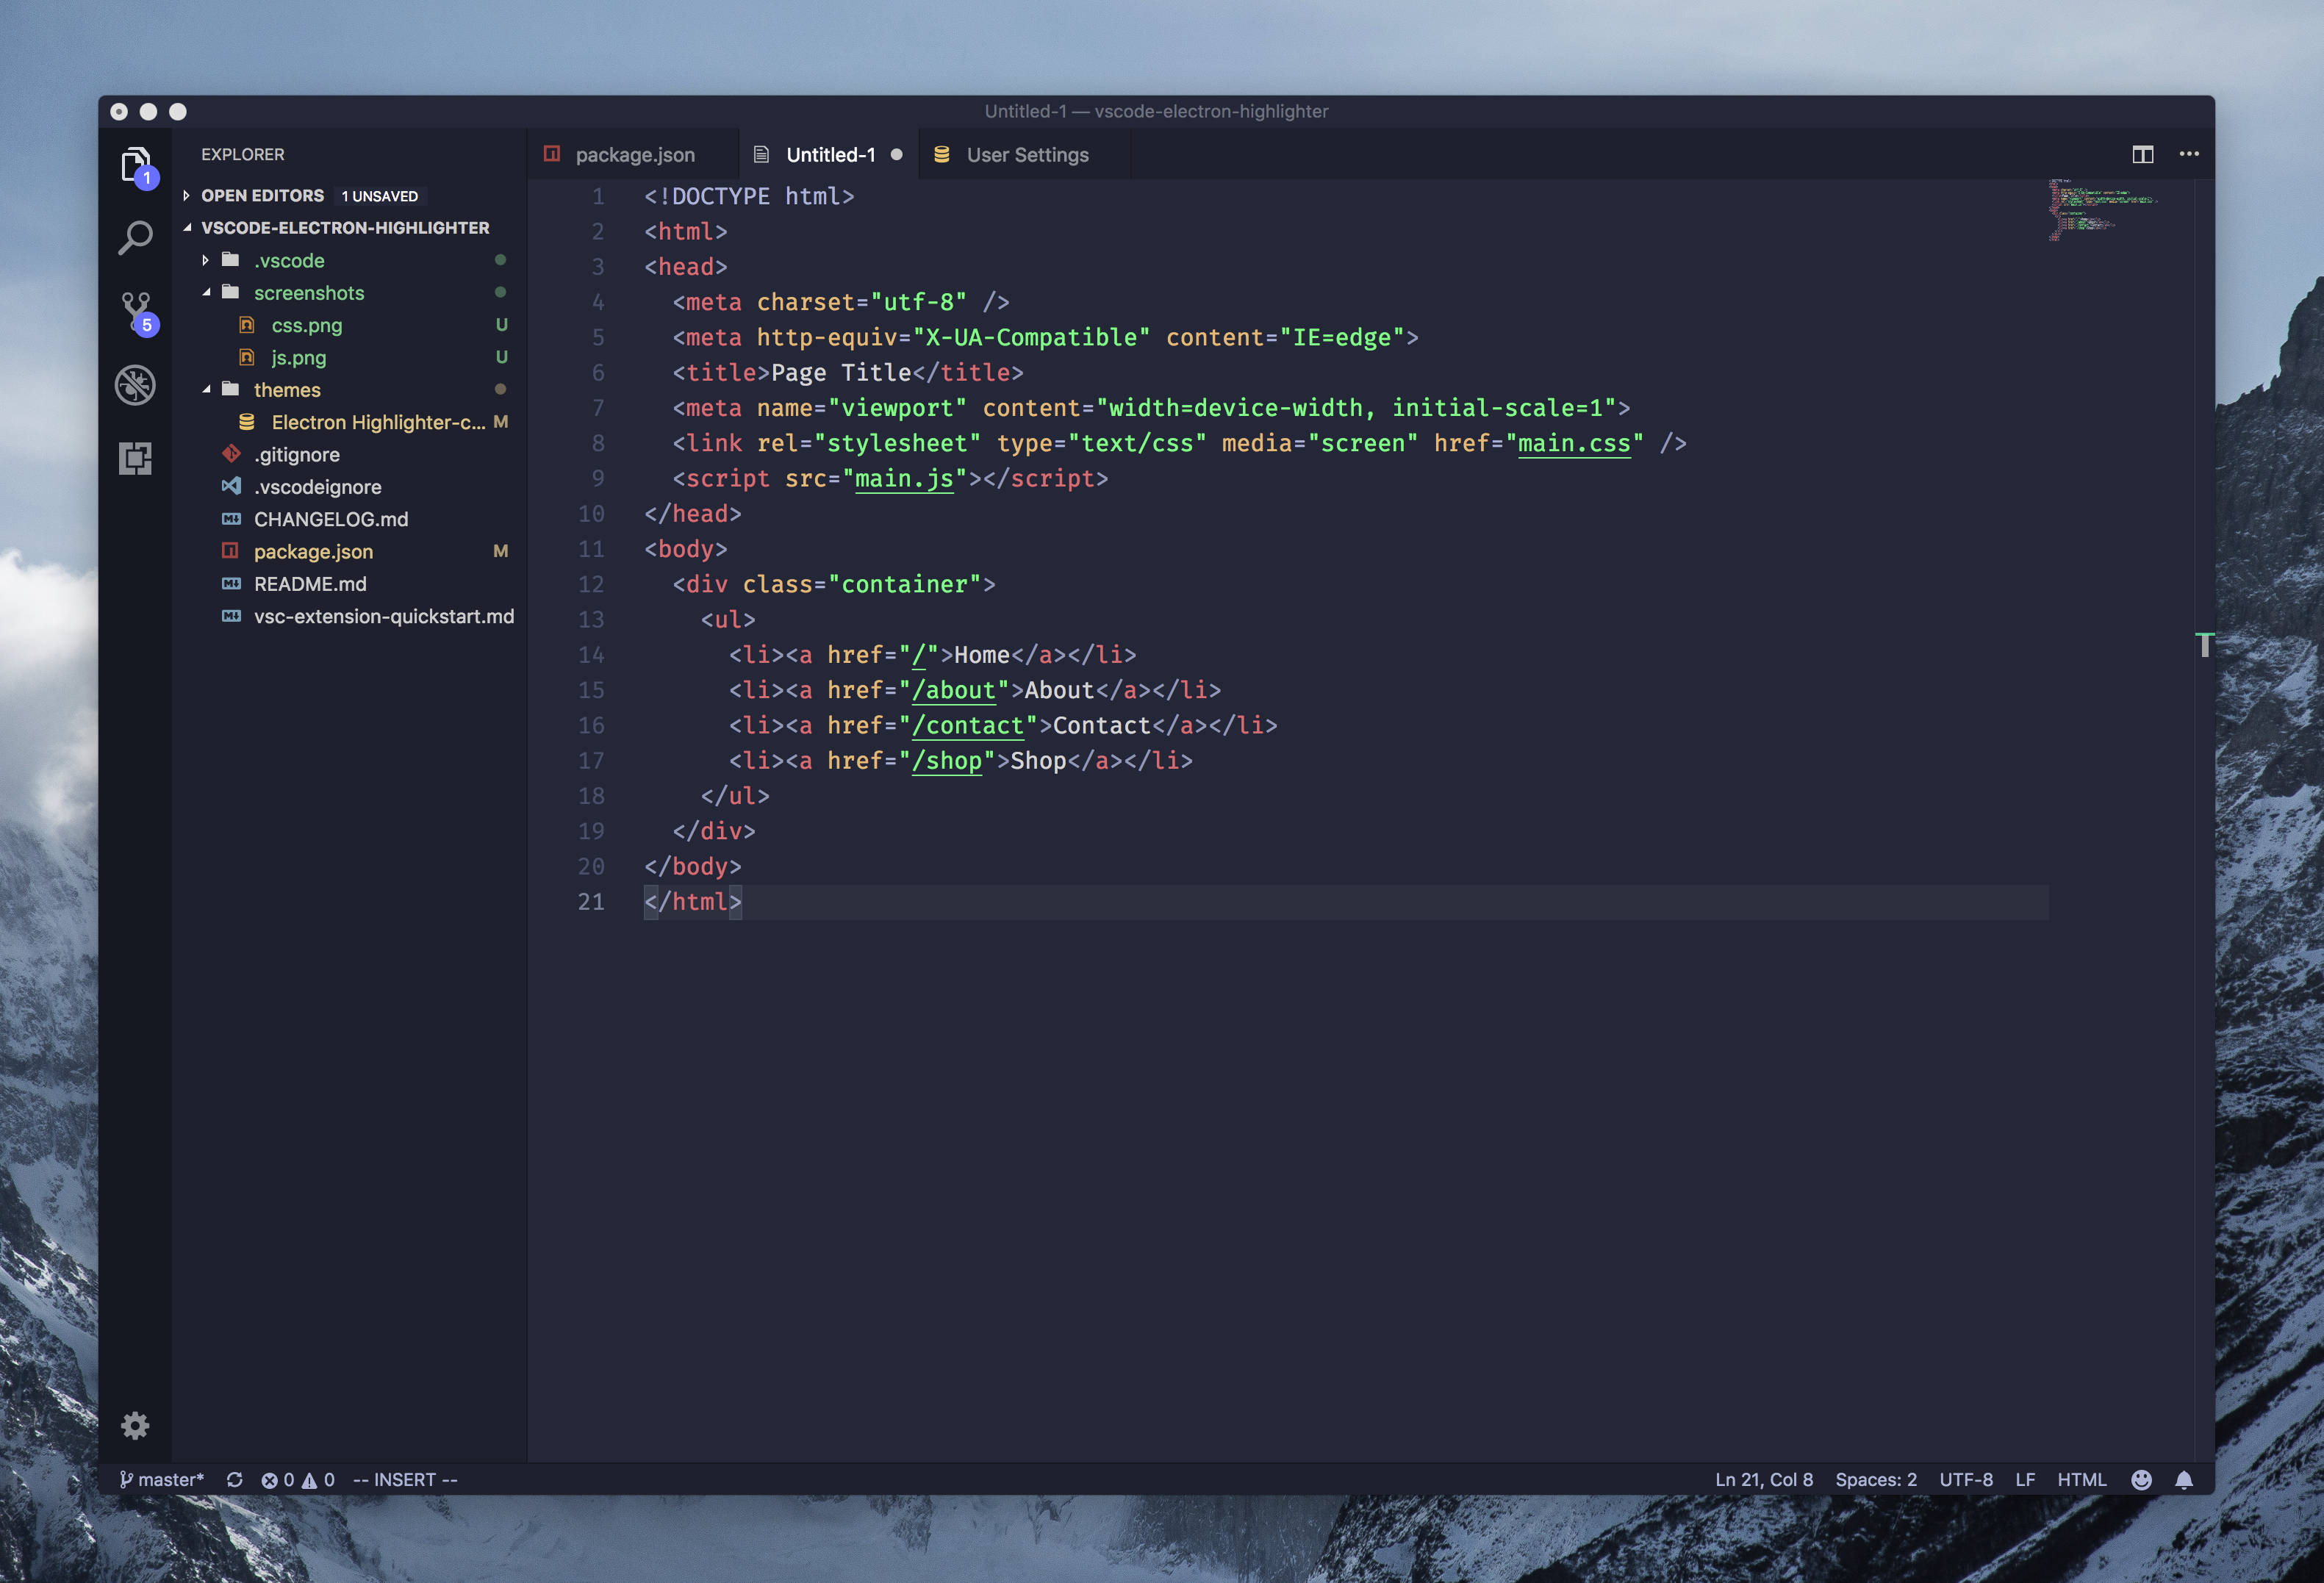 Untitled-1 — vscode-electron-highlighter
EXPLORER
OPEN EDITORS 1 UNSAVED
VSCODE-ELECTRON-HIGHLIGHTER
.vscode
screenshots
css.png U
js.png U
themes
Electron Highlighter-c... M
.gitignore
.vscodeignore
CHANGELOG.md
package.json M
README.md
vsc-extension-quickstart.md
1
5
package.json Untitled-1 User Settings
1 <!DOCTYPE html>
2 <html>
3 <head>
4   <meta charset="utf-8" />
5   <meta http-equiv="X-UA-Compatible" content="IE=edge">
6   <title>Page Title</title>
7   <meta name="viewport" content="width=device-width, initial-scale=1">
8   <link rel="stylesheet" type="text/css" media="screen" href="main.css" />
9   <script src="main.js"></script>
10 </head>
11 <body>
12   <div class="container">
13     <ul>
14       <li><a href="/">Home</a></li>
15       <li><a href="/about">About</a></li>
16       <li><a href="/contact">Contact</a></li>
17       <li><a href="/shop">Shop</a></li>
18     </ul>
19   </div>
20 </body>
21 </html>
master* 0 0 -- INSERT -- Ln 21, Col 8 Spaces: 2 UTF-8 LF HTML